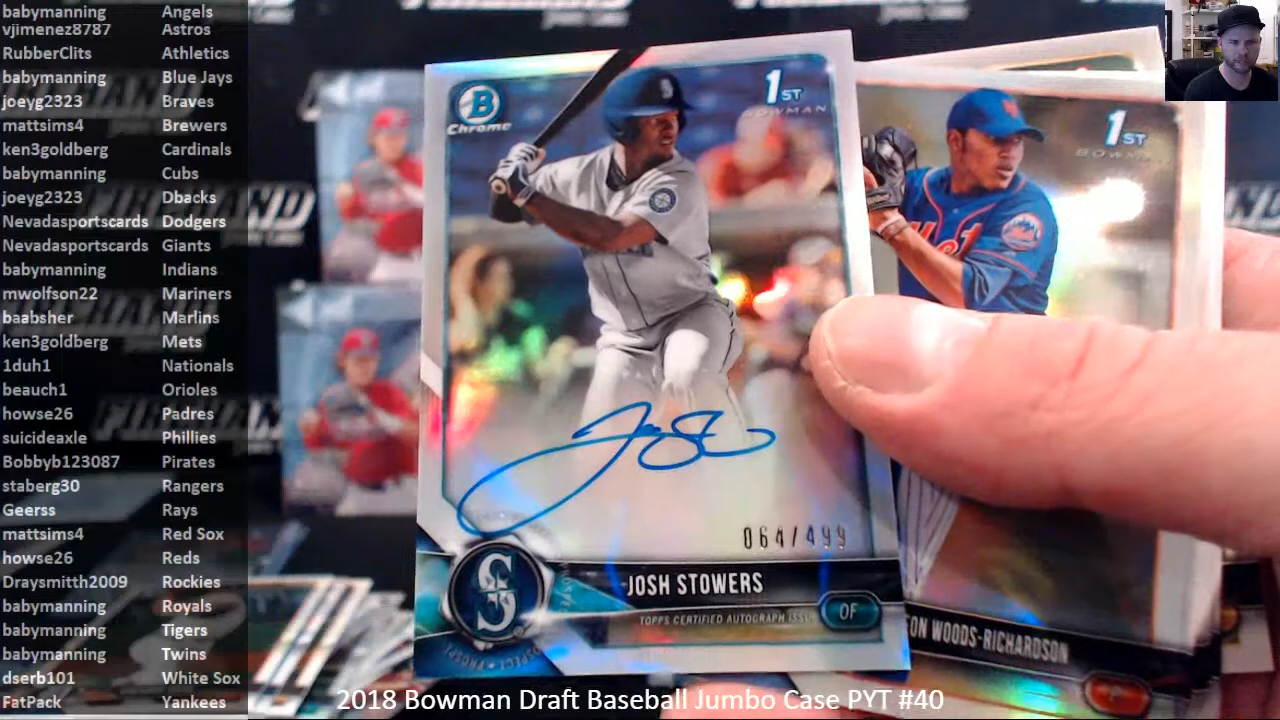 babymanning Angels
vjimenez8787 Astros
RubberClits Athletics
babymanning Blue Jays
joeyg2323 Braves
mattsims4 Brewers
ken3goldberg Cardinals
babymanning Cubs
joeyg2323 Dbacks
Nevadasportscards Dodgers
Nevadasportscards Giants
babymanning Indians
mwolfson22 Mariners
baabsher Marlins
ken3goldberg Mets
1duh1 Nationals
beauch1 Orioles
howse26 Padres
suicideaxle Phillies
Bobbyb123087 Pirates
staberg30 Rangers
Geerss Rays
mattsims4 Red Sox
howse26 Reds
Draysmith2009 Rockies
babymanning Royals
babymanning Tigers
babymanning Twins
dserb101 White Sox
FatPack Yankees
B
Chrome
1ST
BOWMAN
S
064/499
S
JOSH STOWERS
TOPPS CERTIFIED AUTOGRAPH ISSUE
OF
1ST
Mets
WOODS-RICHARDSON
P
2018 Bowman Draft Baseball Jumbo Case PYT #40